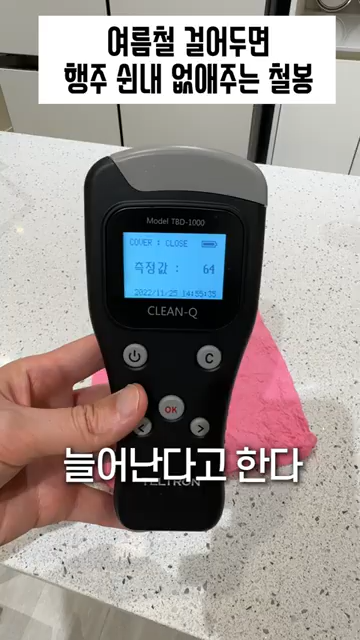 여름철 걸어두면
행주 쉰내 없애주는 철봉
Model TBD-1000
COVER : CLOSE
측정값 : 64
2022/11/25 14:55:35
CLEAN-Q
C
OK
< >
늘어난다고 한다
TELTRON